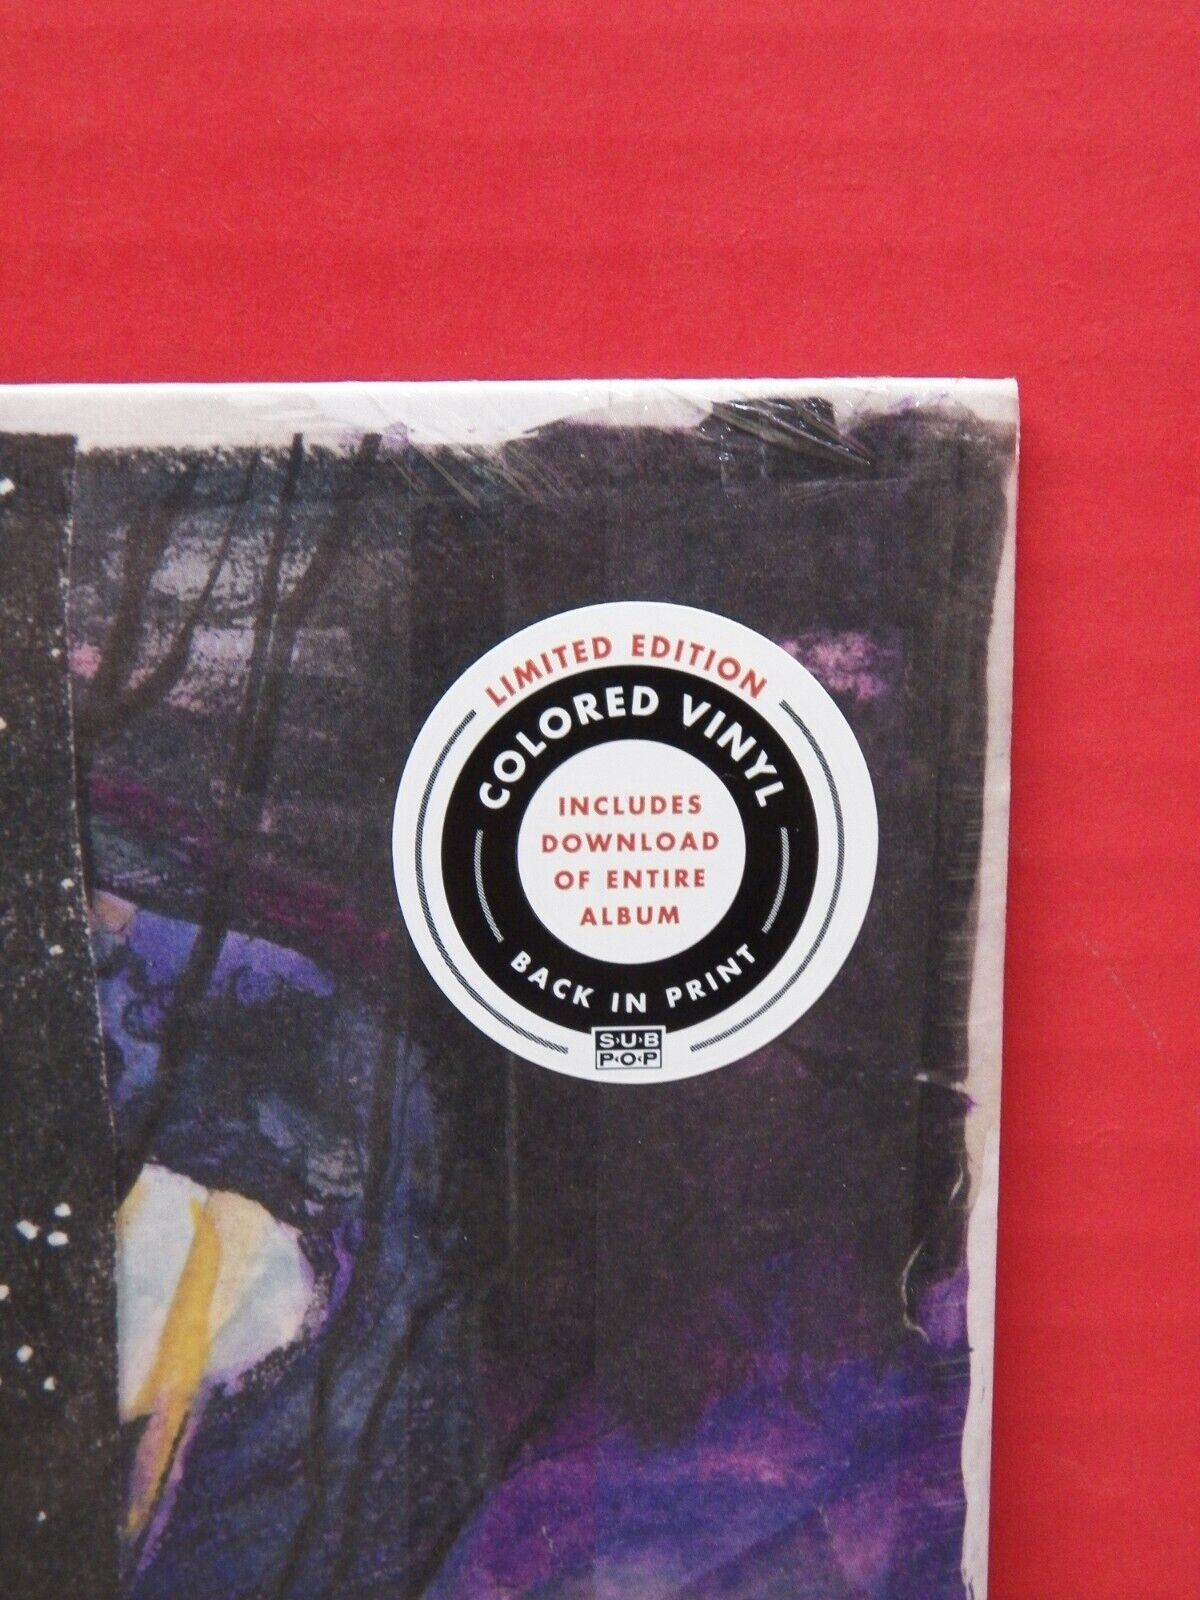 LIMITED EDITION
COLORED VINYL
INCLUDES
DOWNLOAD
OF ENTIRE
ALBUM
BACK IN PRINT
SUB
POP